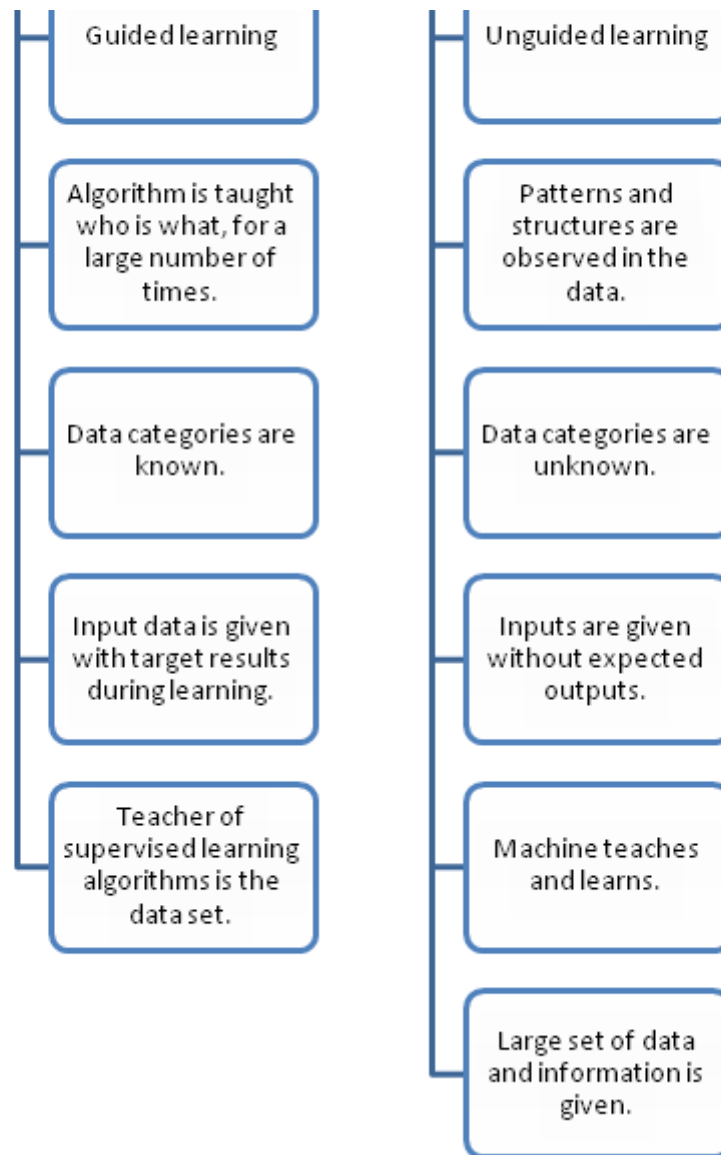 Guided learning
Algorithm is taught
who is what, for a
large number of
times.
Data categories are
known.
Input data is given
with target results
during learning.
Teacher of
supervised learning
algorithms is the
data set.
Unguided learning
Patterns and
structures are
observed in the
data.
Data categories are
unknown.
Inputs are given
without expected
outputs.
Machine teaches
and learns.
Large set of data
and information is
given.